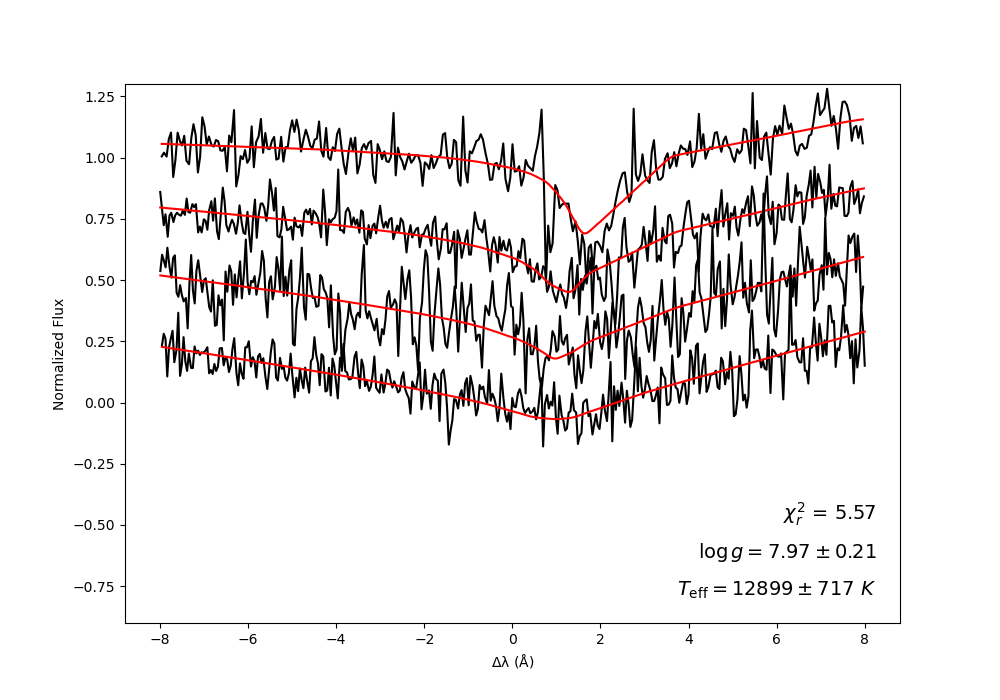 Normalized Flux
1.25
1.00
0.75
0.50
0.25
0.00
−0.25
−0.50
−0.75
χ²ᵣ = 5.57
log g = 7.97 ± 0.21
T_eff = 12899 ± 717 K
−8 −6 −4 −2 0 2 4 6 8
Δλ (Å)